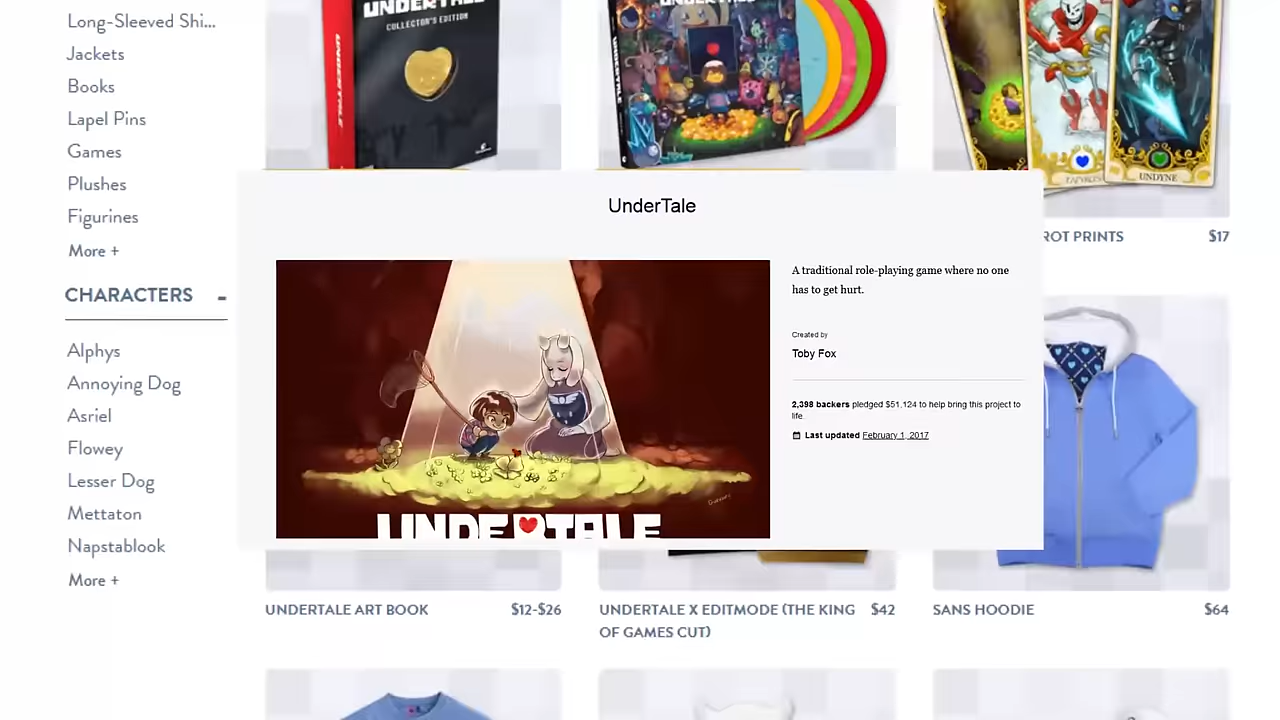 Long-Sleeved Shi...
Jackets
Books
Lapel Pins
Games
Plushes
Figurines
More +
CHARACTERS -
Alphys
Annoying Dog
Asriel
Flowey
Lesser Dog
Mettaton
Napstablook
More +
UNDERTALE
COLLECTOR'S EDITION
UNDERTALE
UNDERTALE
UNDERTALE
PAPYRUS
UNDYNE
ROT PRINTS $17
UnderTale
A traditional role-playing game where no one
has to get hurt.
Created by
Toby Fox
2,398 backers pledged $51,124 to help bring this project to
life.
Last updated February 1, 2017
UNDERTALE
UNDERTALE ART BOOK $12-$26
UNDERTALE X EDITMODE (THE KING $42
OF GAMES CUT)
SANS HOODIE $64